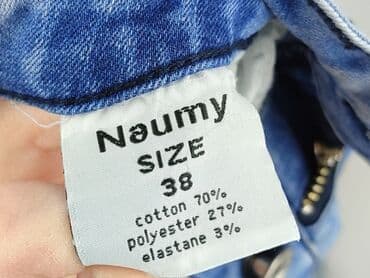 Naumy
SIZE
38
cotton 70%
polyester 27%
elastane 3%